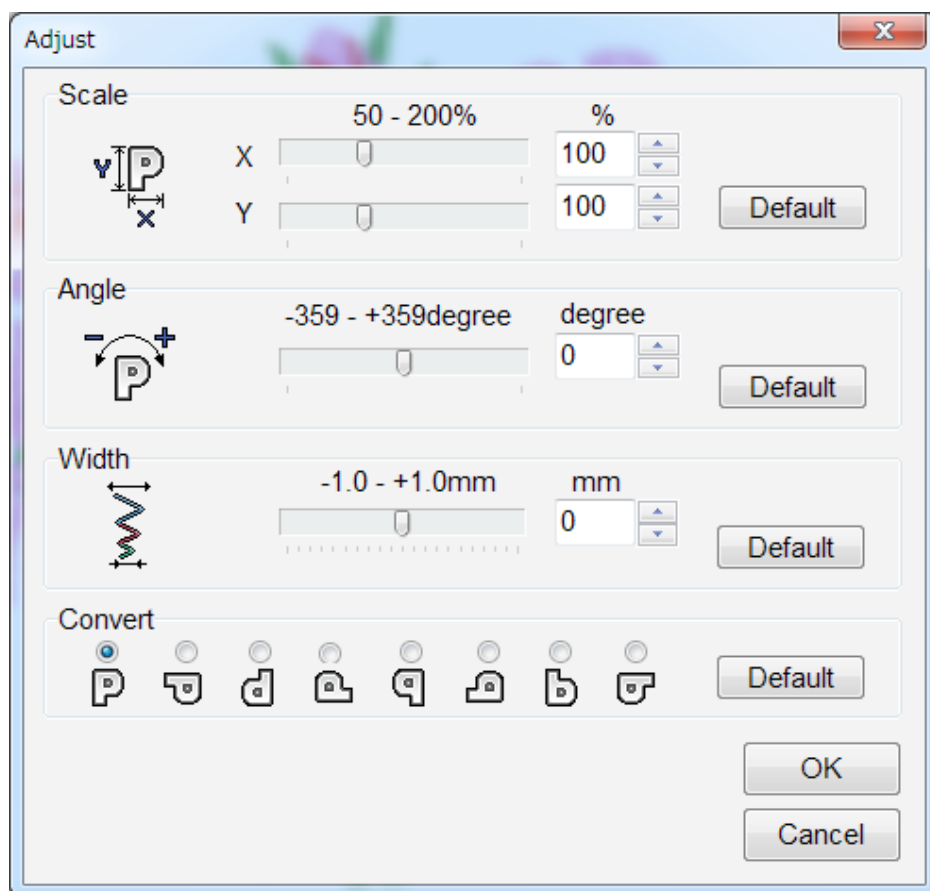 Adjust
Scale
50 - 200% %
X 100
Y 100 Default
Y P X
Angle
-359 - +359degree degree
0
- + P
Default
Width
-1.0 - +1.0mm mm
0
Default
Convert
P P P P P P P P
Default
OK
Cancel